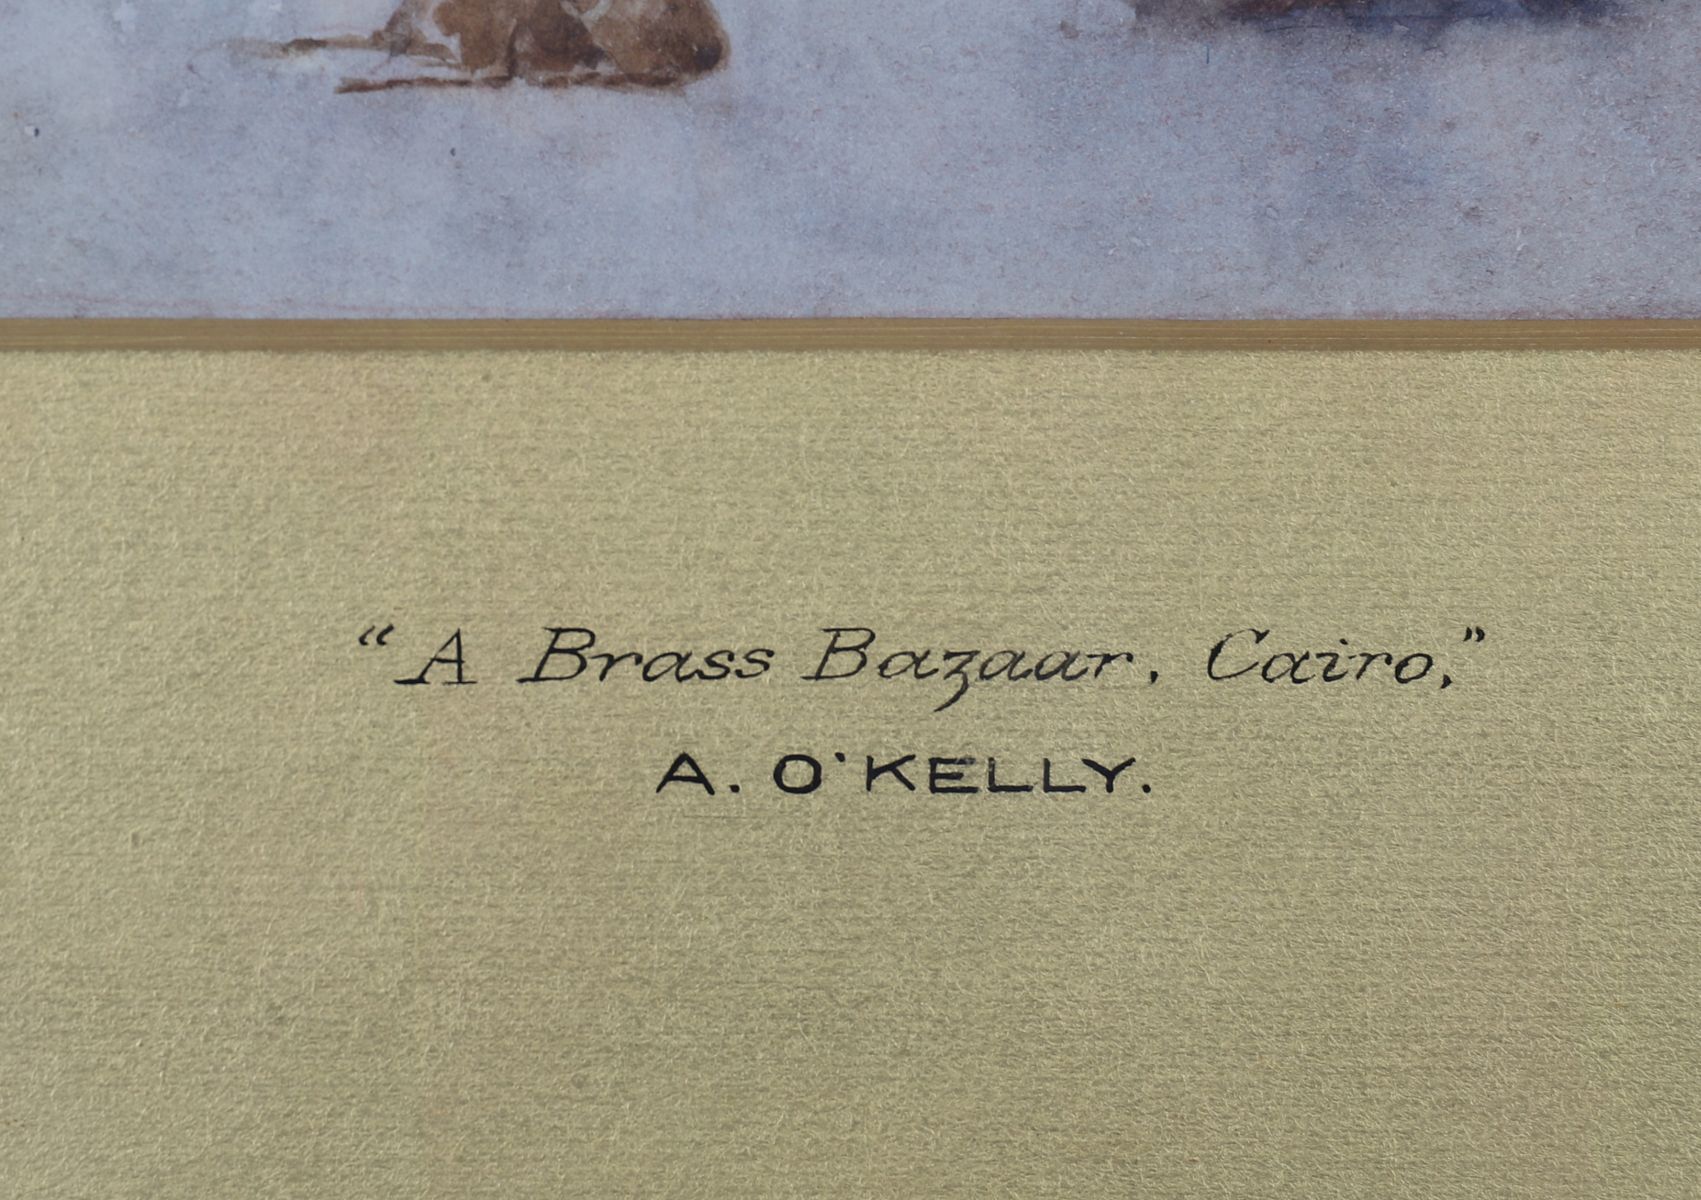 “A Brass Bazaar, Cairo,”
A. O'KELLY.